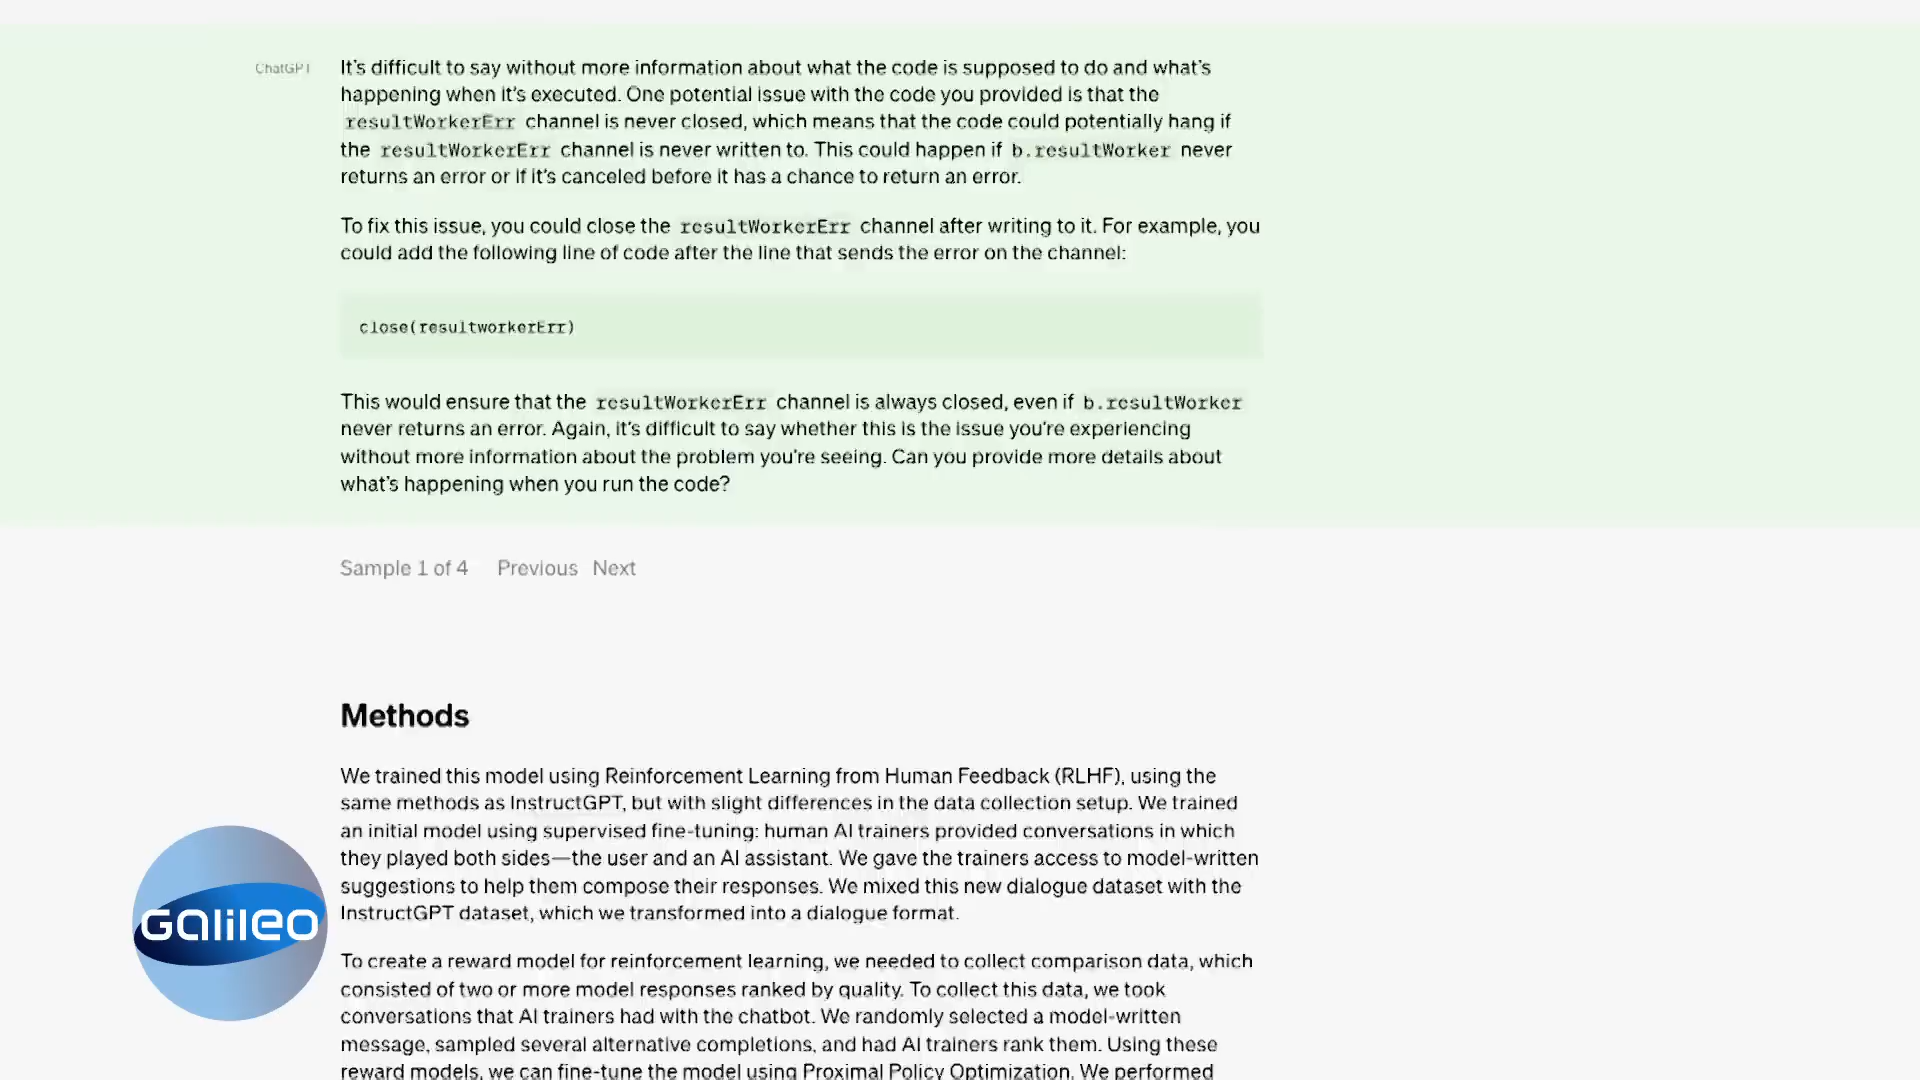 ChatGPT
It's difficult to say without more information about what the code is supposed to do and what's
happening when it's executed. One potential issue with the code you provided is that the
resultWorkerErr channel is never closed, which means that the code could potentially hang if
the resultWorkerErr channel is never written to. This could happen if b.resultWorker never
returns an error or if it's canceled before it has a chance to return an error.
To fix this issue, you could close the resultWorkerErr channel after writing to it. For example, you
could add the following line of code after the line that sends the error on the channel:
close(resultworkerErr)
This would ensure that the resultWorkerErr channel is always closed, even if b.resultWorker
never returns an error. Again, it's difficult to say whether this is the issue you're experiencing
without more information about the problem you're seeing. Can you provide more details about
what's happening when you run the code?
Sample 1 of 4 Previous Next
Methods
We trained this model using Reinforcement Learning from Human Feedback (RLHF), using the
same methods as InstructGPT, but with slight differences in the data collection setup. We trained
an initial model using supervised fine-tuning: human AI trainers provided conversations in which
they played both sides—the user and an AI assistant. We gave the trainers access to model-written
suggestions to help them compose their responses. We mixed this new dialogue dataset with the
InstructGPT dataset, which we transformed into a dialogue format.
Galileo
To create a reward model for reinforcement learning, we needed to collect comparison data, which
consisted of two or more model responses ranked by quality. To collect this data, we took
conversations that AI trainers had with the chatbot. We randomly selected a model-written
message, sampled several alternative completions, and had AI trainers rank them. Using these
reward models, we can fine-tune the model using Proximal Policy Optimization. We performed